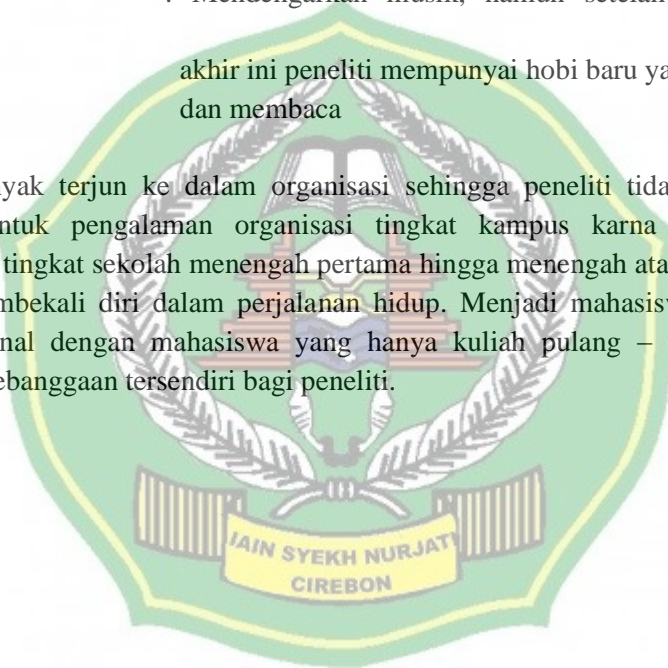 : Mendengarkan musik, namun setelah
akhir ini peneliti mempunyai hobi baru ya
dan membaca
yak terjun ke dalam organisasi sehingga peneliti tida
ntuk pengalaman organisasi tingkat kampus karna
tingkat sekolah menengah pertama hingga menengah ata
mbekali diri dalam perjalanan hidup. Menjadi mahasisw
nal dengan mahasiswa yang hanya kuliah pulang –
ebanggaan tersendiri bagi peneliti.
IAIN SYEKH NURJATI
CIREBON